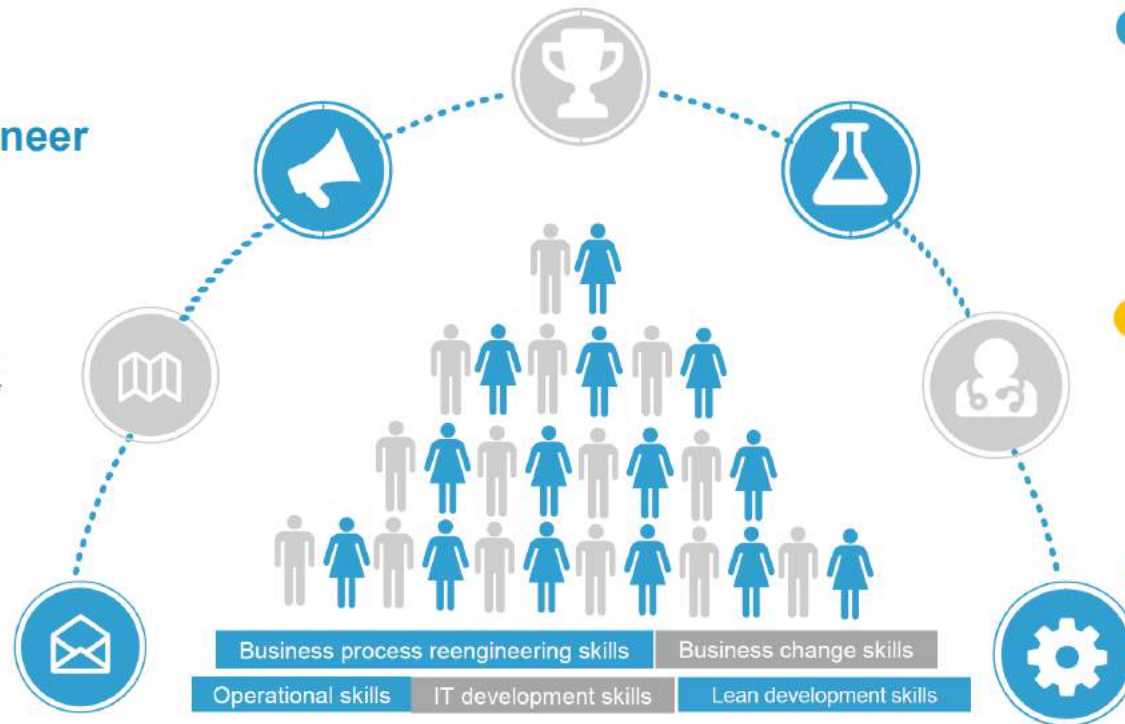 neer
Business process reengineering skills
Business change skills
Operational skills
IT development skills
Lean development skills